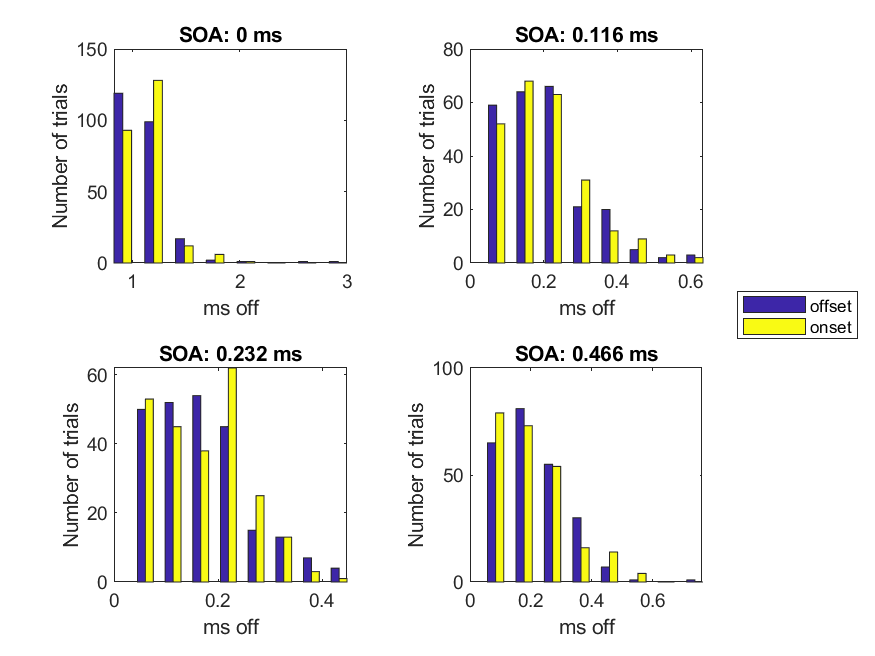 SOA: 0 ms
150
100
50
0
Number of trials
1
2
3
ms off
SOA: 0.116 ms
80
60
40
20
0
Number of trials
0
0.2
0.4
0.6
ms off
offset
onset
SOA: 0.232 ms
60
40
20
0
Number of trials
0
0.2
0.4
ms off
SOA: 0.466 ms
100
50
0
Number of trials
0
0.2
0.4
0.6
ms off